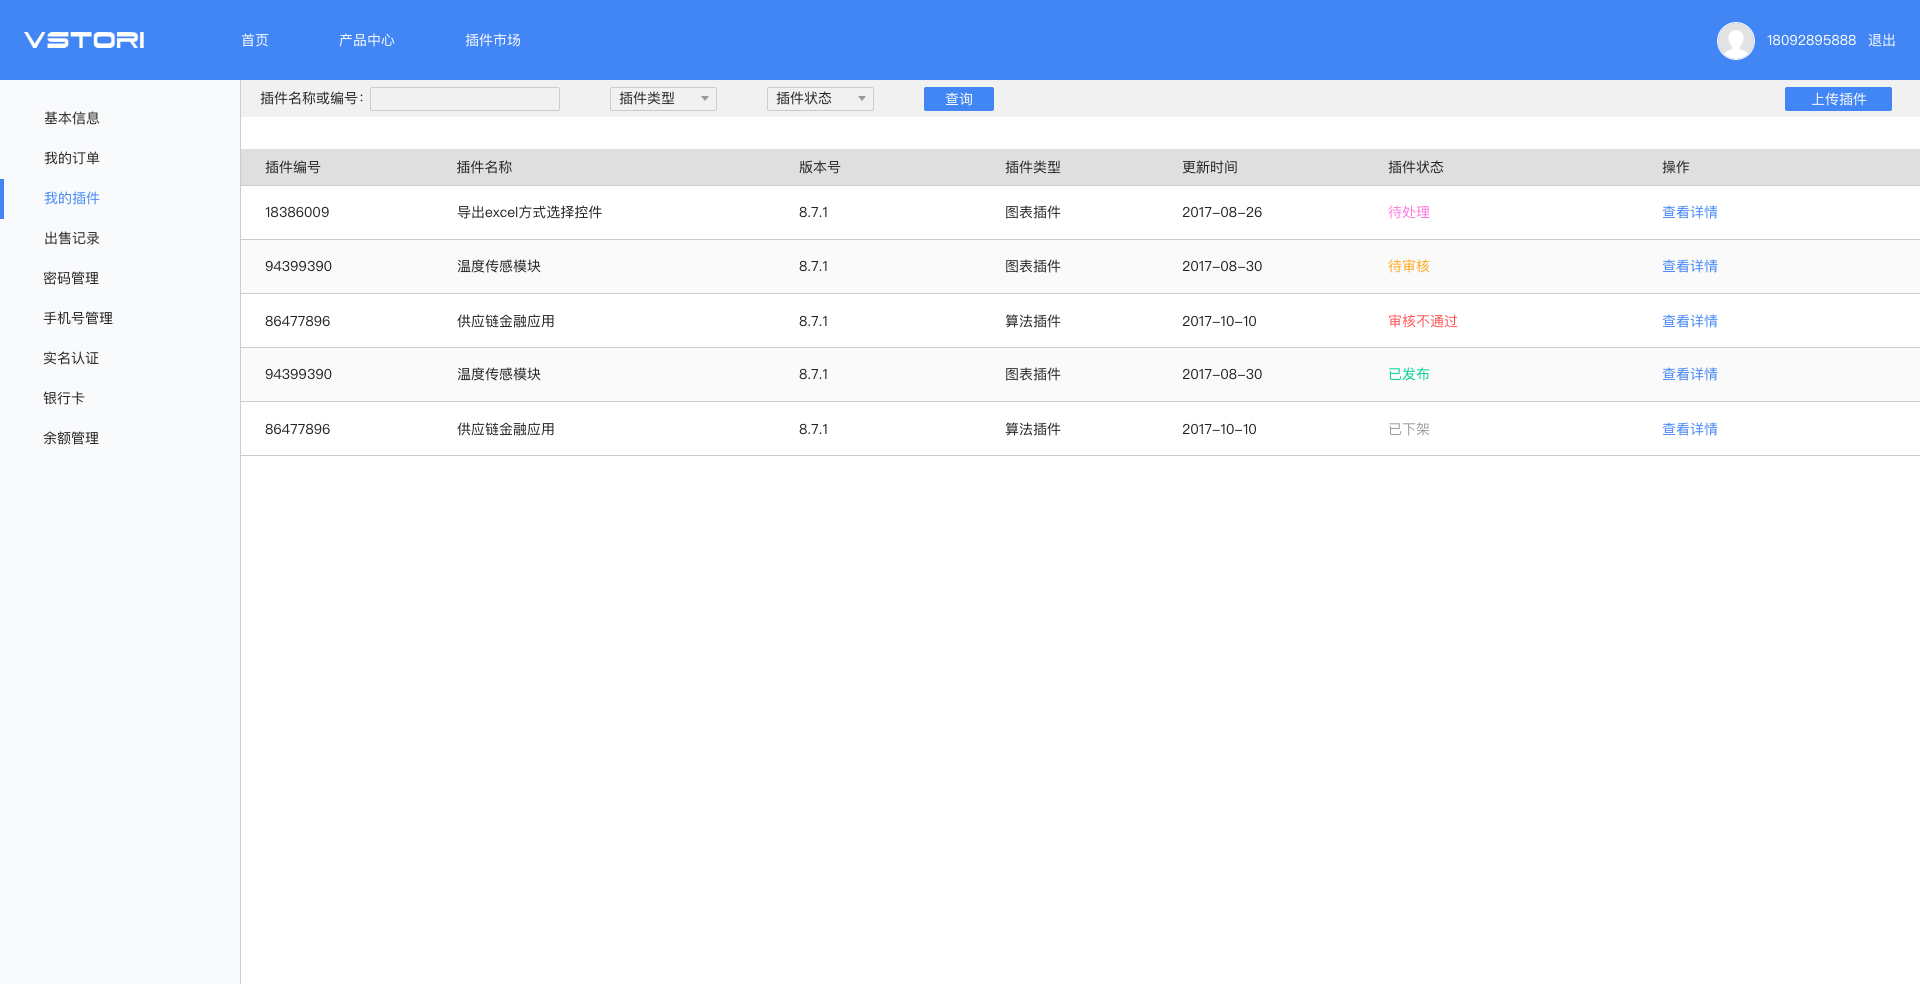 VSTORI 首页 产品中心 插件市场 18092895888 退出
基本信息
我的订单
我的插件
出售记录
密码管理
手机号管理
实名认证
银行卡
余额管理
插件名称或编号： 插件类型 插件状态 查询 上传插件
插件编号 插件名称 版本号 插件类型 更新时间 插件状态 操作
18386009 导出excel方式选择控件 8.7.1 图表插件 2017-08-26 待处理 查看详情
94399390 温度传感模块 8.7.1 图表插件 2017-08-30 待审核 查看详情
86477896 供应链金融应用 8.7.1 算法插件 2017-10-10 审核不通过 查看详情
94399390 温度传感模块 8.7.1 图表插件 2017-08-30 已发布 查看详情
86477896 供应链金融应用 8.7.1 算法插件 2017-10-10 已下架 查看详情